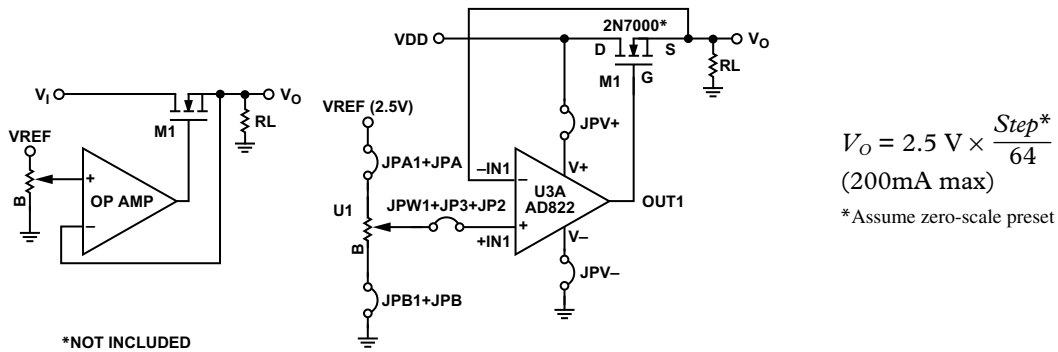 V_I
V_O
M1
RL
VREF
B
+
OP AMP
−
*NOT INCLUDED
2N7000*
VDD
D
S
V_O
M1
G
RL
VREF (2.5V)
JPV+
JPA1+JPA
–IN1
−
V+
U3A
AD822
OUT1
U1
JPW1+JP3+JP2
B
+
+IN1
V–
JPV–
JPB1+JPB
V_O = 2.5 V × Step*/64
(200mA max)
*Assume zero-scale preset